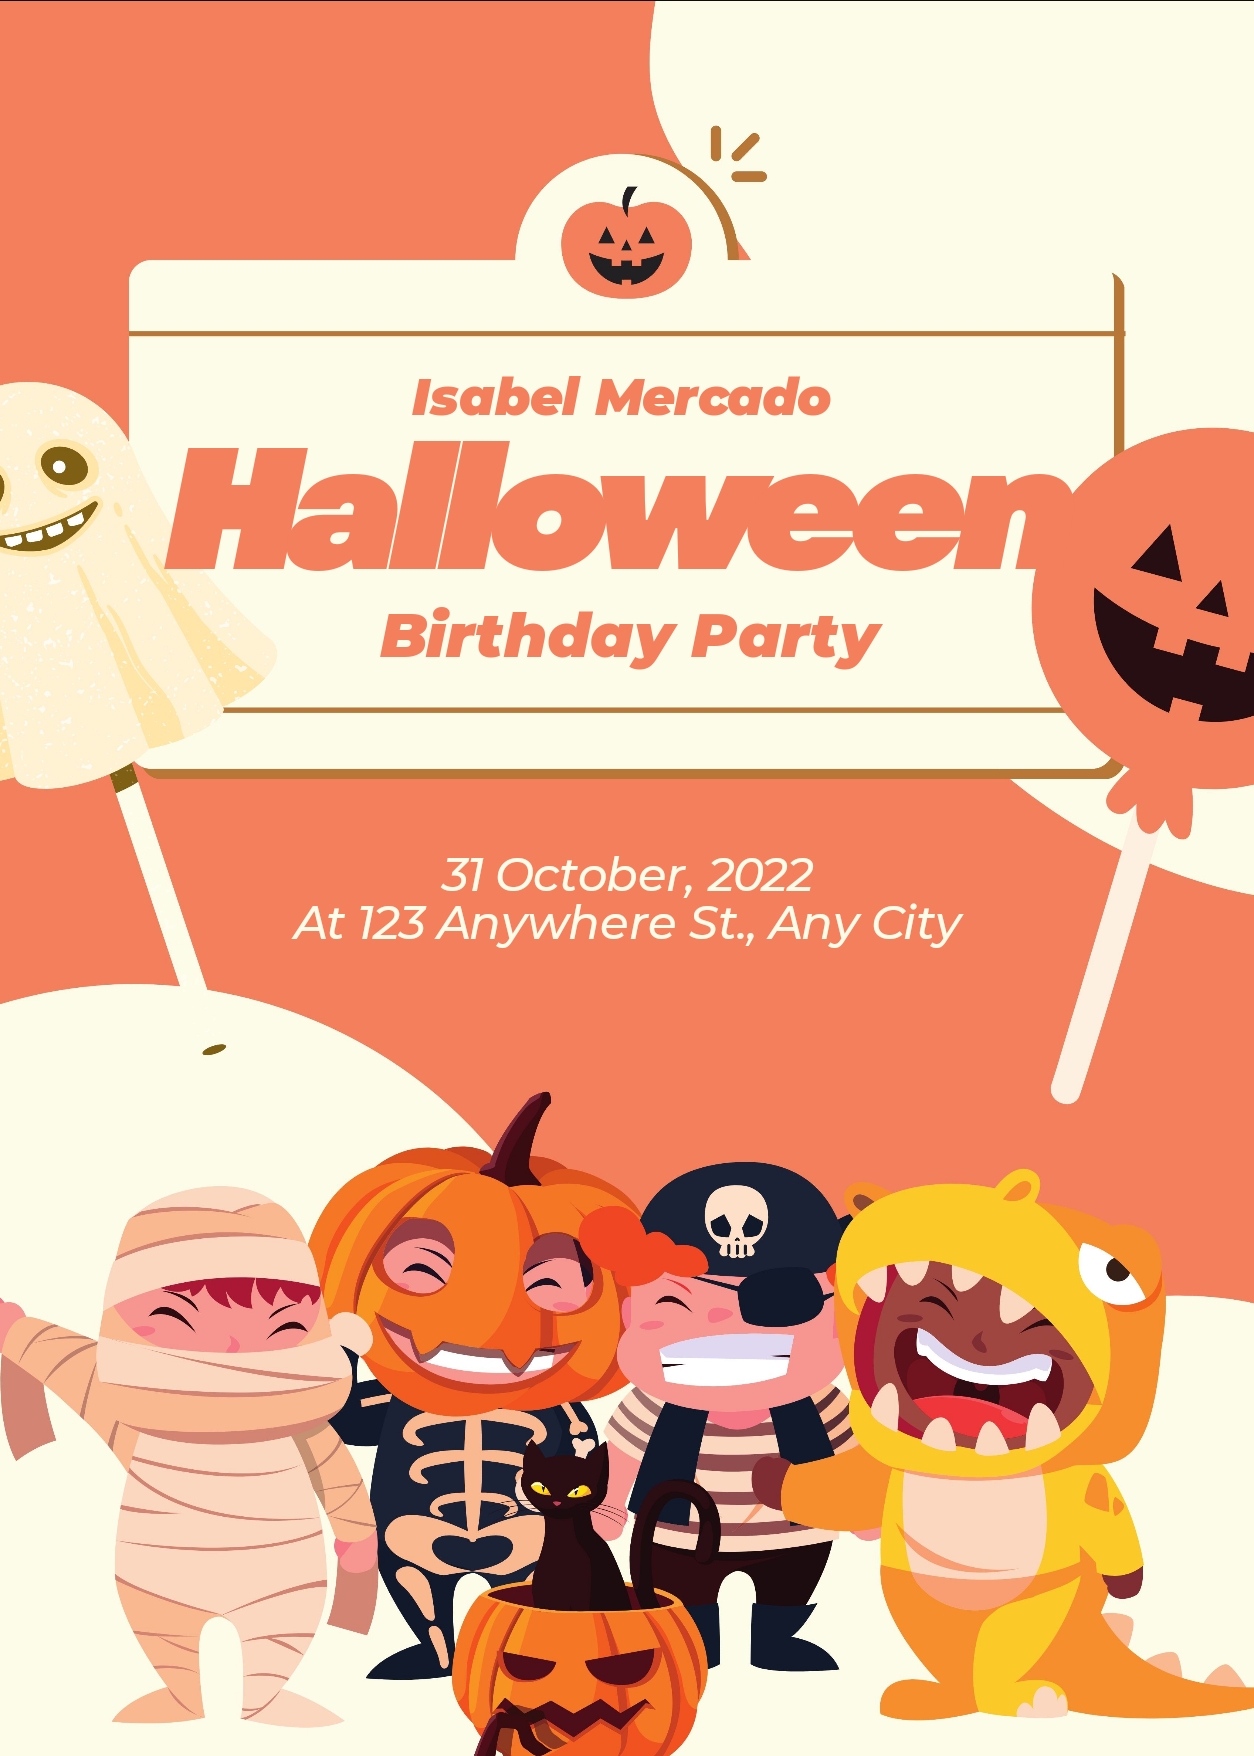 Isabel Mercado
Halloween
Birthday Party
31 October, 2022
At 123 Anywhere St., Any City